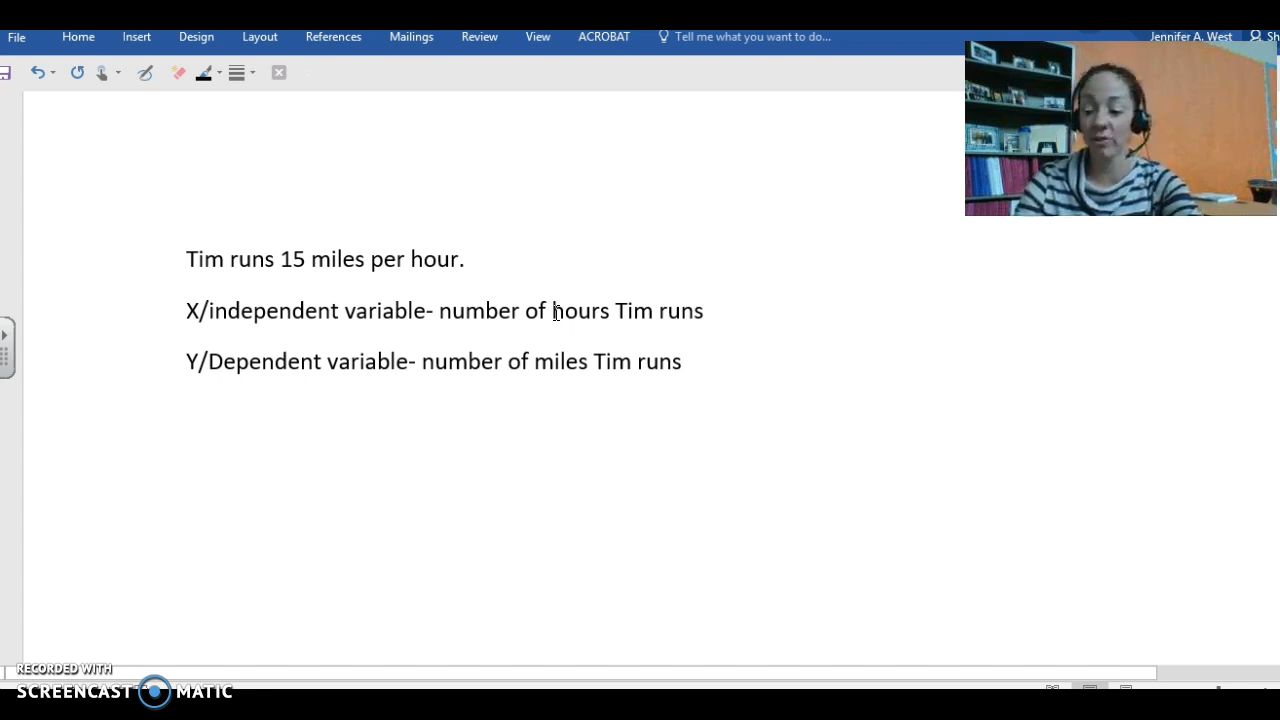 File Home Insert Design Layout References Mailings Review View ACROBAT Tell me what you want to do... Jennifer A. West Sh
Tim runs 15 miles per hour.
X/independent variable- number of hours Tim runs
Y/Dependent variable- number of miles Tim runs
RECORDED WITH
SCREENCAST MATIC